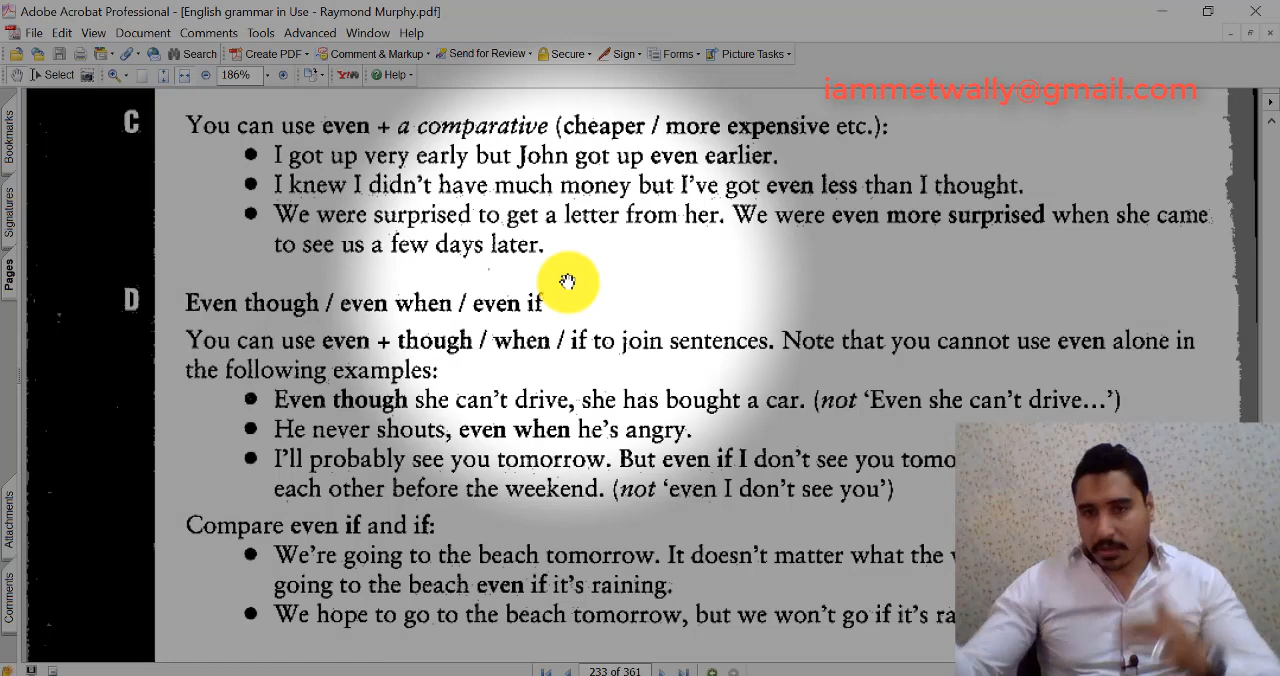 Adobe Acrobat Professional - [English grammar in Use - Raymond Murphy.pdf]
File Edit View Document Comments Tools Advanced Window Help
Search Create PDF Comment & Markup Send for Review Secure Sign Forms Picture Tasks
Select 186% Help
iammetwally@gmail.com
Bookmarks
Signatures
Pages
Attachments
Comments
C
You can use even + a comparative (cheaper / more expensive etc.):
● I got up very early but John got up even earlier.
● I knew I didn't have much money but I've got even less than I thought.
● We were surprised to get a letter from her. We were even more surprised when she came
to see us a few days later.
D
Even though / even when / even if
You can use even + though / when / if to join sentences. Note that you cannot use even alone in
the following examples:
● Even though she can't drive, she has bought a car. (not 'Even she can't drive…')
● He never shouts, even when he's angry.
● I'll probably see you tomorrow. But even if I don't see you tomo
each other before the weekend. (not 'even I don't see you')
Compare even if and if:
● We're going to the beach tomorrow. It doesn't matter what the
going to the beach even if it's raining.
● We hope to go to the beach tomorrow, but we won't go if it's ra
233 of 361